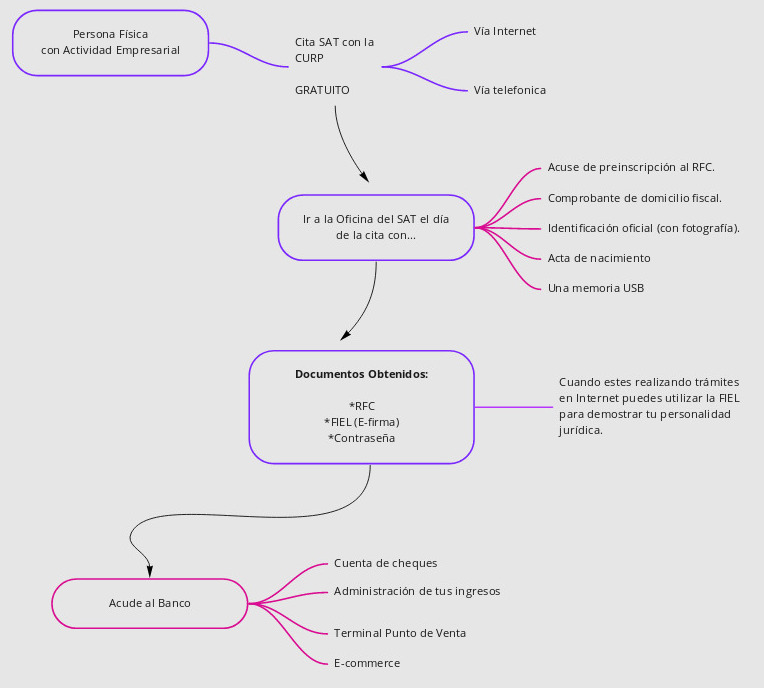 Persona Física
con Actividad Empresarial
Cita SAT con la
CURP
GRATUITO
Vía Internet
Vía telefonica
Ir a la Oficina del SAT el día
de la cita con...
Acuse de preinscripción al RFC.
Comprobante de domicilio fiscal.
Identificación oficial (con fotografía).
Acta de nacimiento
Una memoria USB
Documentos Obtenidos:
*RFC
*FIEL (E-firma)
*Contraseña
Cuando estes realizando trámites
en Internet puedes utilizar la FIEL
para demostrar tu personalidad
jurídica.
Acude al Banco
Cuenta de cheques
Administración de tus ingresos
Terminal Punto de Venta
E-commerce